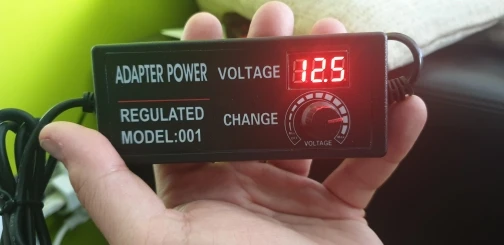 ADAPTER POWER
REGULATED
MODEL:001
VOLTAGE 12.5
CHANGE
VOLTAGE